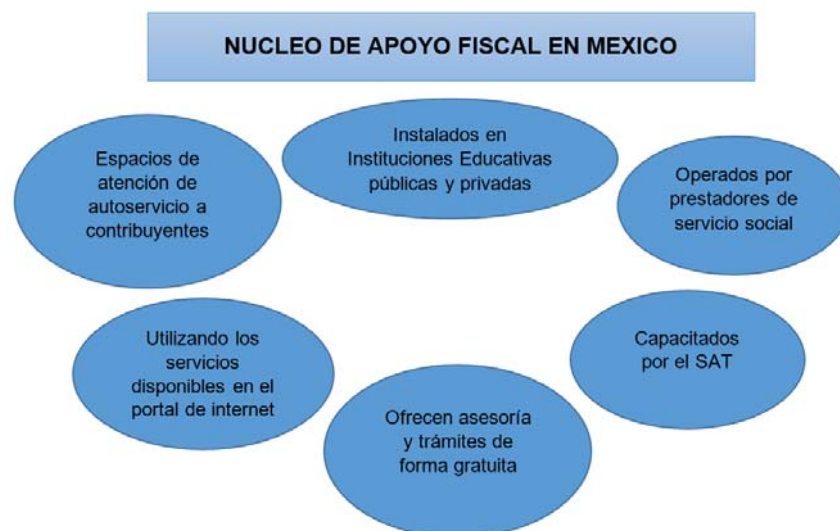 NUCLEO DE APOYO FISCAL EN MEXICO
Espacios de
atención de
autoservicio a
contribuyentes
Instalados en
Instituciones Educativas
públicas y privadas
Operados por
prestadores de
servicio social
Capacitados
por el SAT
Ofrecen asesoría
y trámites de
forma gratuita
Utilizando los
servicios
disponibles en el
portal de internet